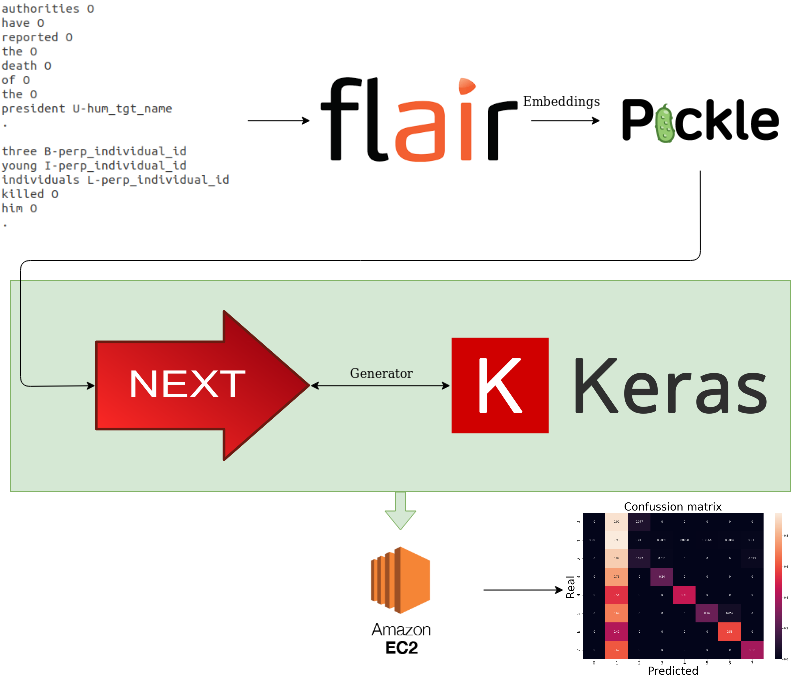 authorities O
have O
reported O
the O
death O
of O
the O
president U-hum_tgt_name
.
three B-perp_individual_id
young I-perp_individual_id
individuals L-perp_individual_id
killed O
him O
.
flair
Embeddings
Pickle
NEXT
Generator
K Keras
Amazon
EC2
Confussion matrix
Real
Predicted